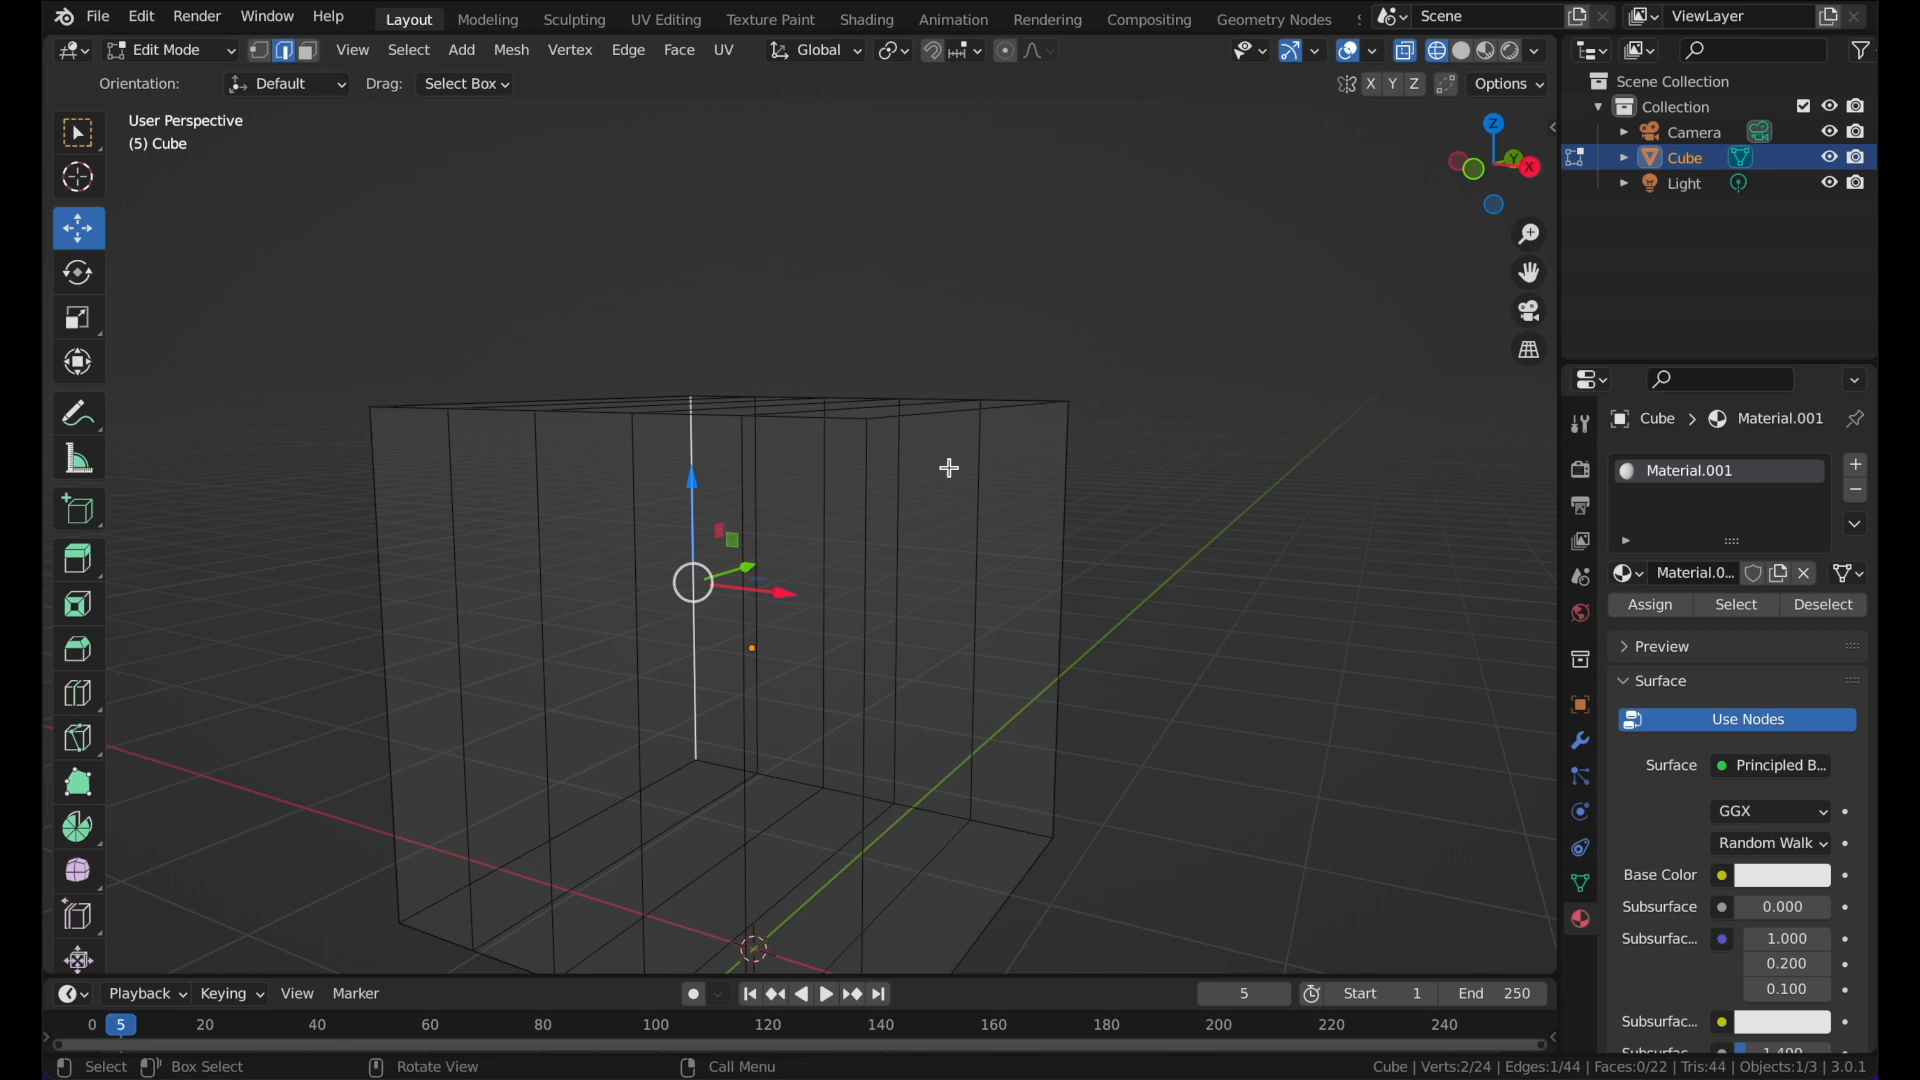 File Edit Render Window Help Layout Modeling Sculpting UV Editing Texture Paint Shading Animation Rendering Compositing Geometry Nodes Scene ViewLayer
Edit Mode View Select Add Mesh Vertex Edge Face UV Global
Orientation: Default Drag: Select Box X Y Z Options
User Perspective
(5) Cube
Z
Y
X
Scene Collection
Collection
Camera
Cube
Light
Cube > Material.001
Material.001
Material.0...
Assign Select Deselect
Preview
Surface
Use Nodes
Surface Principled B...
GGX
Random Walk
Base Color
Subsurface 0.000
Subsurfac... 1.000
0.200
0.100
Subsurfac...
Subsurfac... 1.400
Playback Keying View Marker 5 Start 1 End 250
0 5 20 40 60 80 100 120 140 160 180 200 220 240
Select Box Select Rotate View Call Menu Cube | Verts:2/24 | Edges:1/44 | Faces:0/22 | Tris:44 | Objects:1/3 | 3.0.1